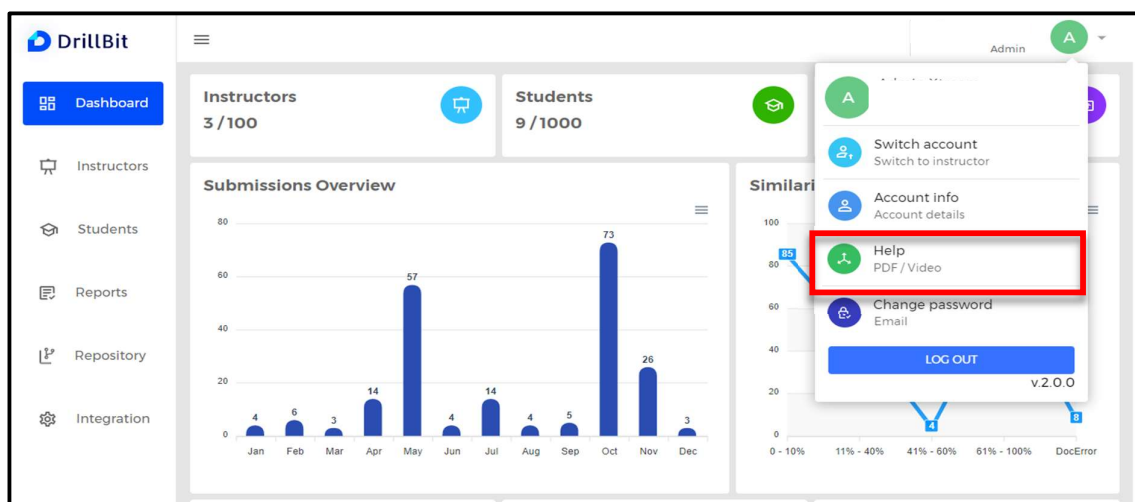 DrillBit
Admin
A
Dashboard
Instructors
Students
Reports
Repository
Integration
Instructors
3 / 100
Students
9 / 1000
A
Switch account
Switch to instructor
Account info
Account details
Help
PDF / Video
Change password
Email
LOG OUT
v.2.0.0
Submissions Overview
80
60
40
20
0
4
6
3
14
57
4
14
4
5
73
26
3
Jan Feb Mar Apr May Jun Jul Aug Sep Oct Nov Dec
Similari
100
80
60
40
20
0
85
4
8
0 - 10% 11% - 40% 41% - 60% 61% - 100% DocError